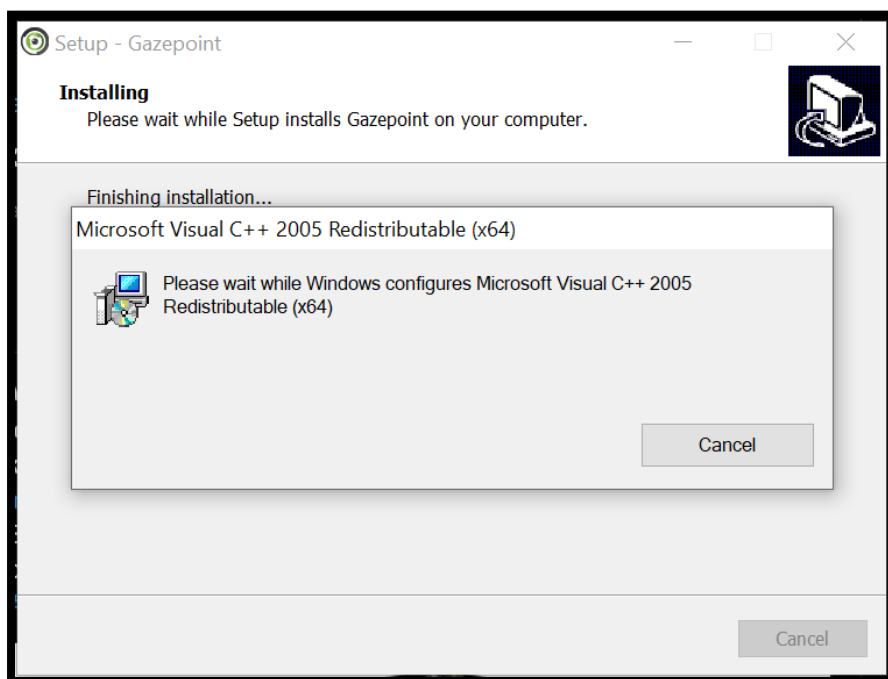 Setup - Gazepoint
Installing
Please wait while Setup installs Gazepoint on your computer.
Finishing installation...
Microsoft Visual C++ 2005 Redistributable (x64)
Please wait while Windows configures Microsoft Visual C++ 2005
Redistributable (x64)
Cancel
Cancel